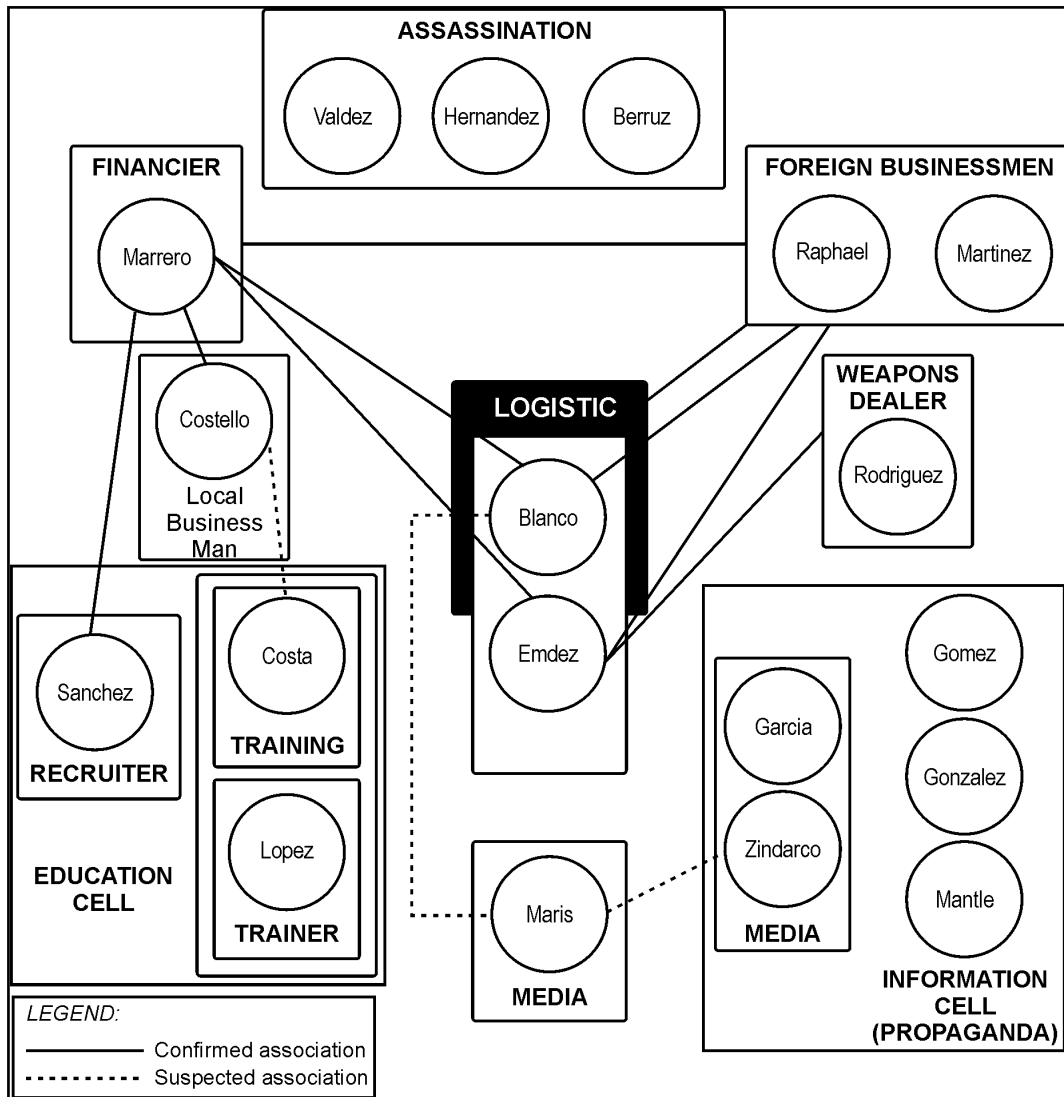 ASSASSINATION
Valdez
Hernandez
Berruz
FINANCIER
Marrero
FOREIGN BUSINESSMEN
Raphael
Martinez
Costello
Local
Business
Man
LOGISTIC
Blanco
Emdez
WEAPONS
DEALER
Rodriguez
Sanchez
RECRUITER
Costa
TRAINING
Lopez
TRAINER
EDUCATION
CELL
Maris
MEDIA
Garcia
Zindarco
MEDIA
Gomez
Gonzalez
Mantle
INFORMATION
CELL
(PROPAGANDA)
LEGEND:
Confirmed association
Suspected association